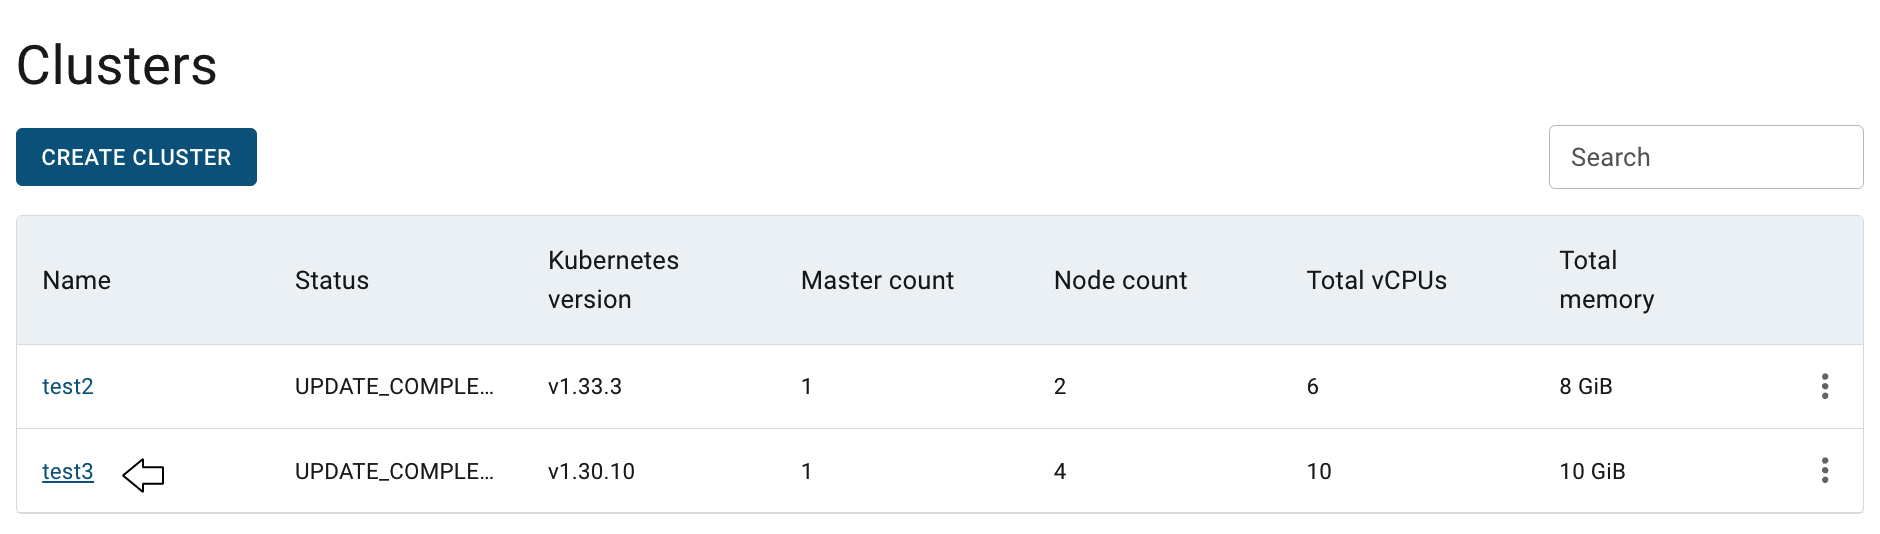 Clusters
CREATE CLUSTER
Search
Name Status Kubernetes version Master count Node count Total vCPUs Total memory
test2 UPDATE_COMPLE... v1.33.3 1 2 6 8 GiB
test3 UPDATE_COMPLE... v1.30.10 1 4 10 10 GiB